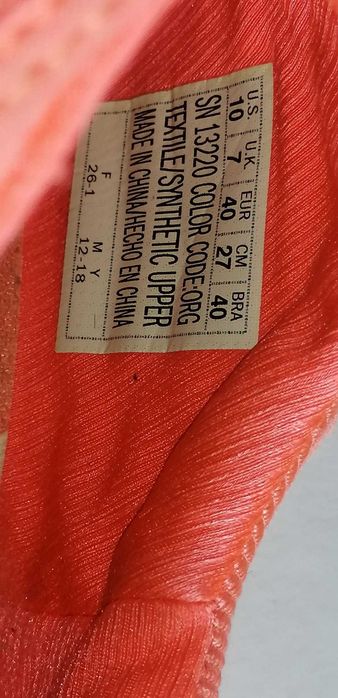 U.S U.K EUR CM BRA
10 7 40 27 40
SN 13220 COLOR CODE:ORG
TEXTILE/SYNTHETIC UPPER
MADE IN CHINA/HECHO EN CHINA
F M Y
26-1 12-18